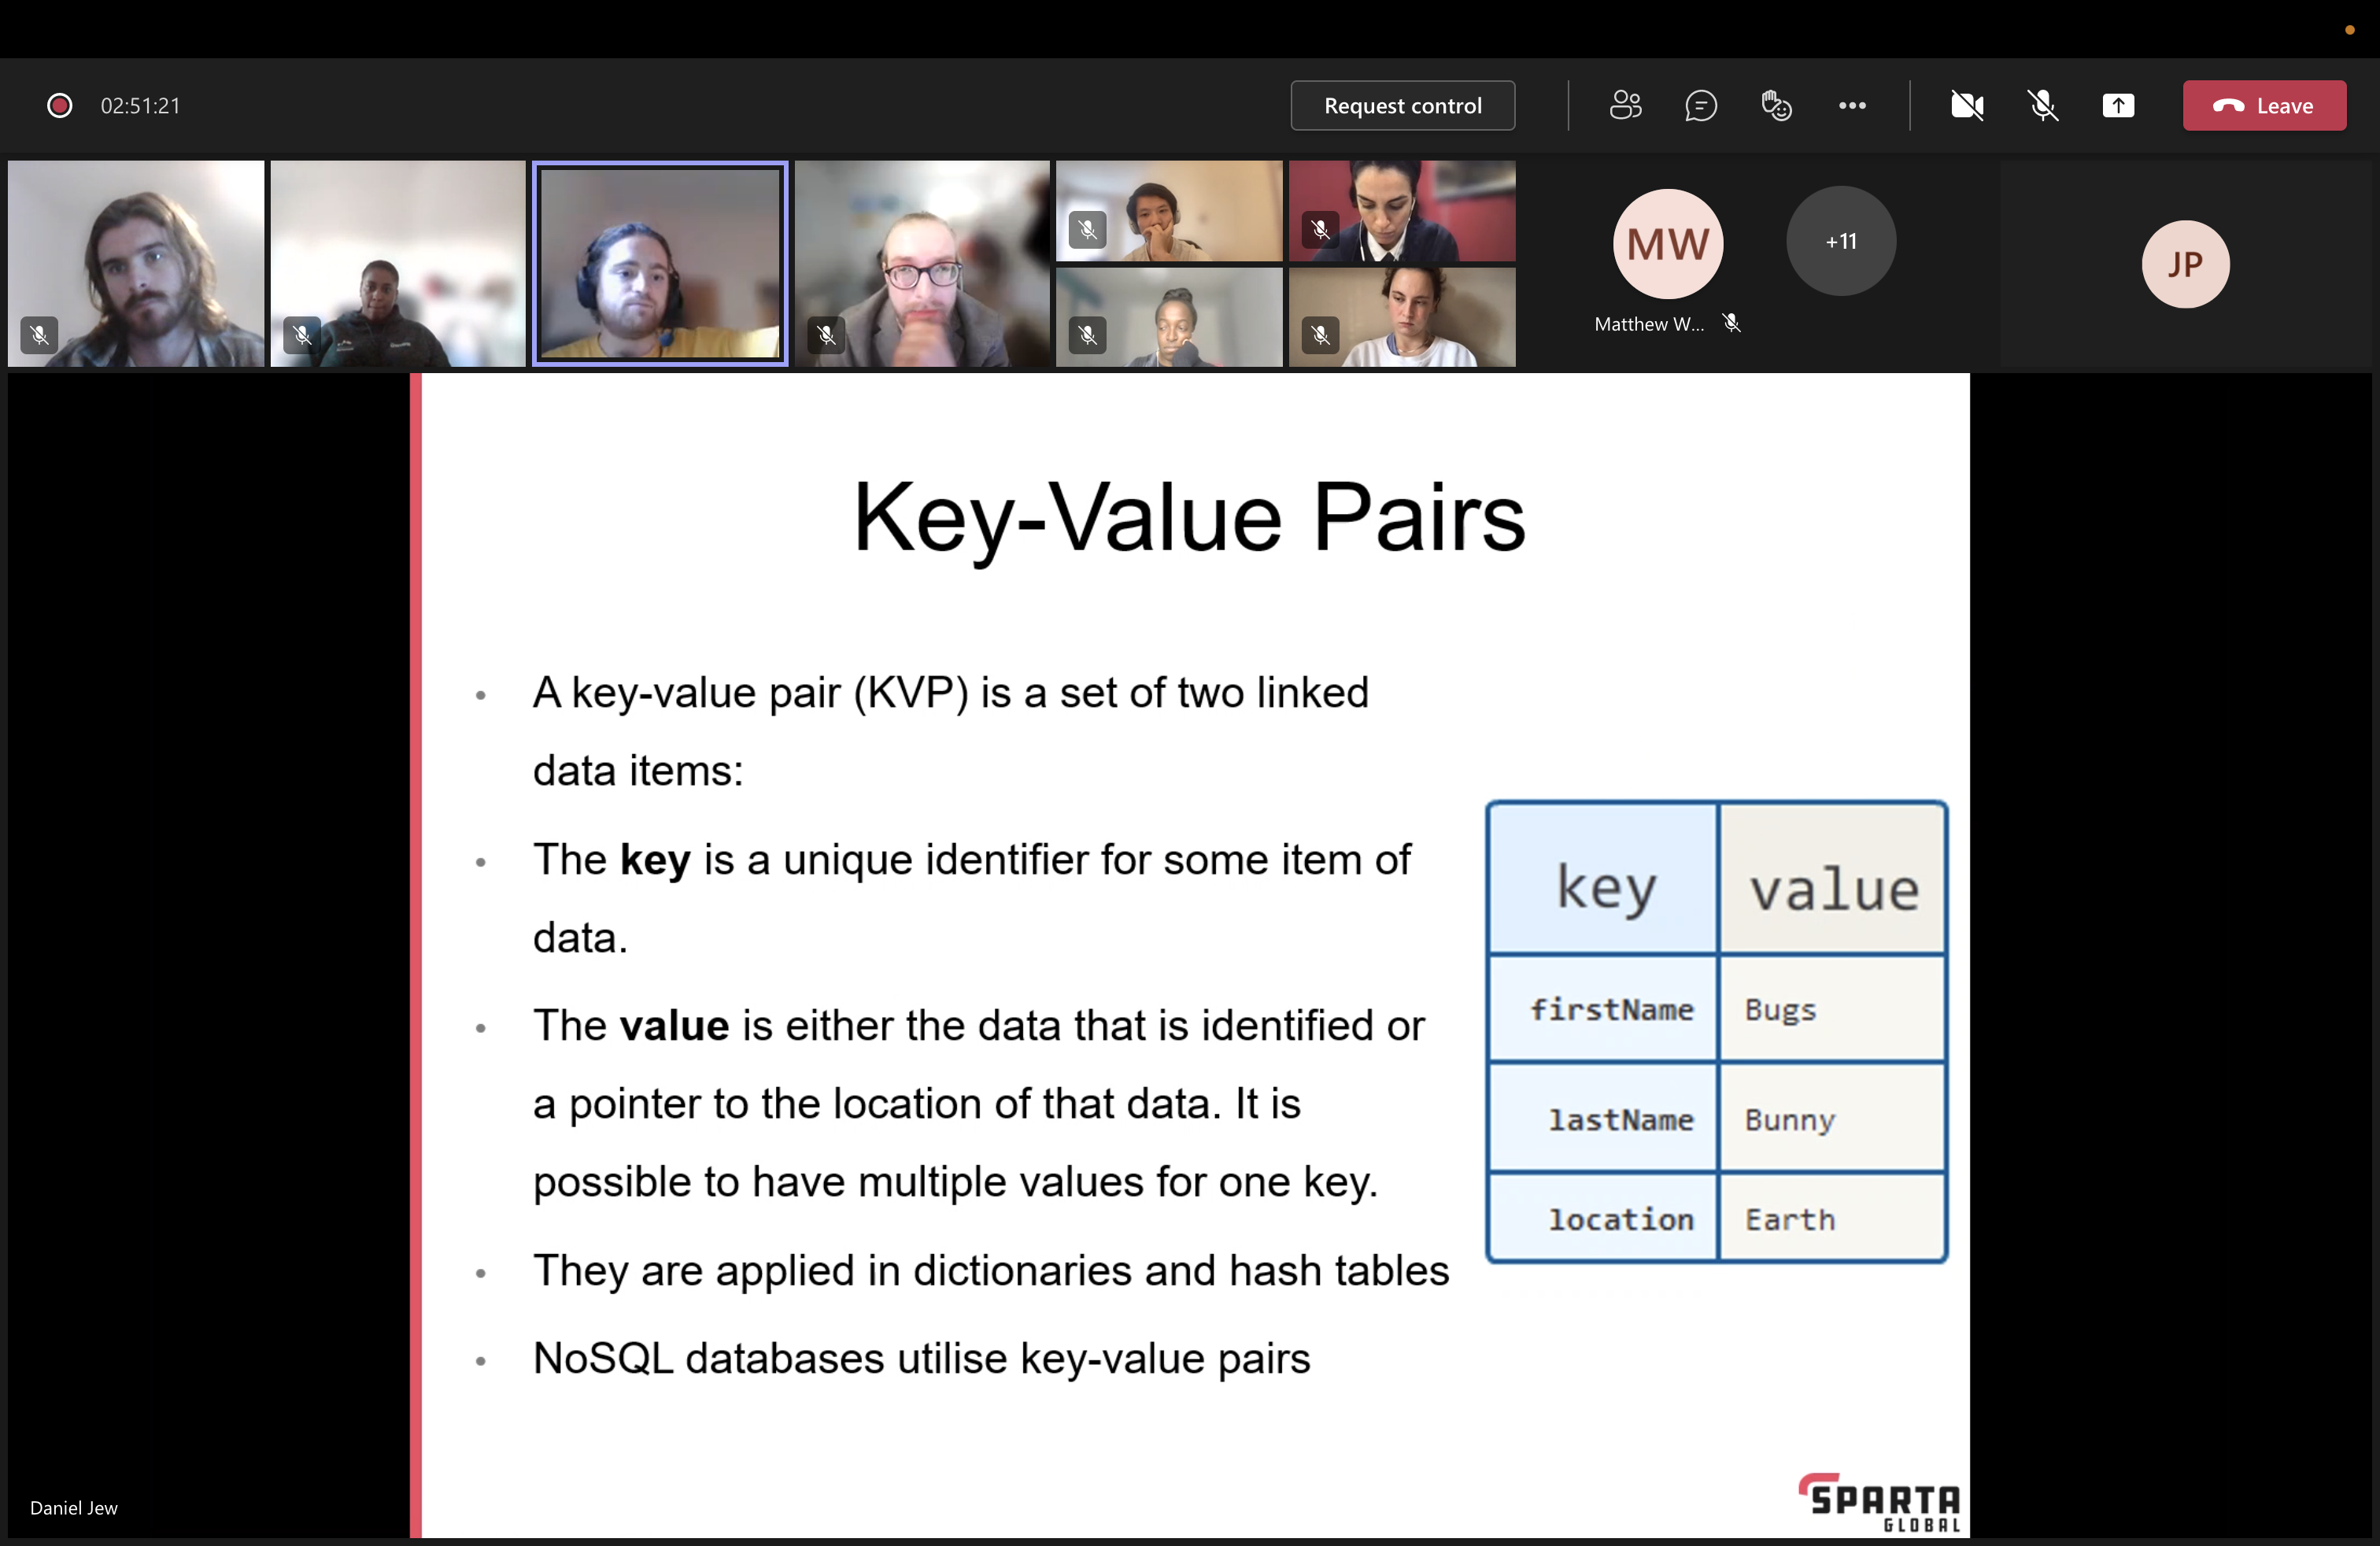 02:51:21
Request control
Leave
MW
+11
JP
Matthew W...
Key-Value Pairs
• A key-value pair (KVP) is a set of two linked
data items:
• The key is a unique identifier for some item of
data.
• The value is either the data that is identified or
a pointer to the location of that data. It is
possible to have multiple values for one key.
• They are applied in dictionaries and hash tables
• NoSQL databases utilise key-value pairs
key value
firstName Bugs
lastName Bunny
location Earth
Daniel Jew
SPARTA
GLOBAL